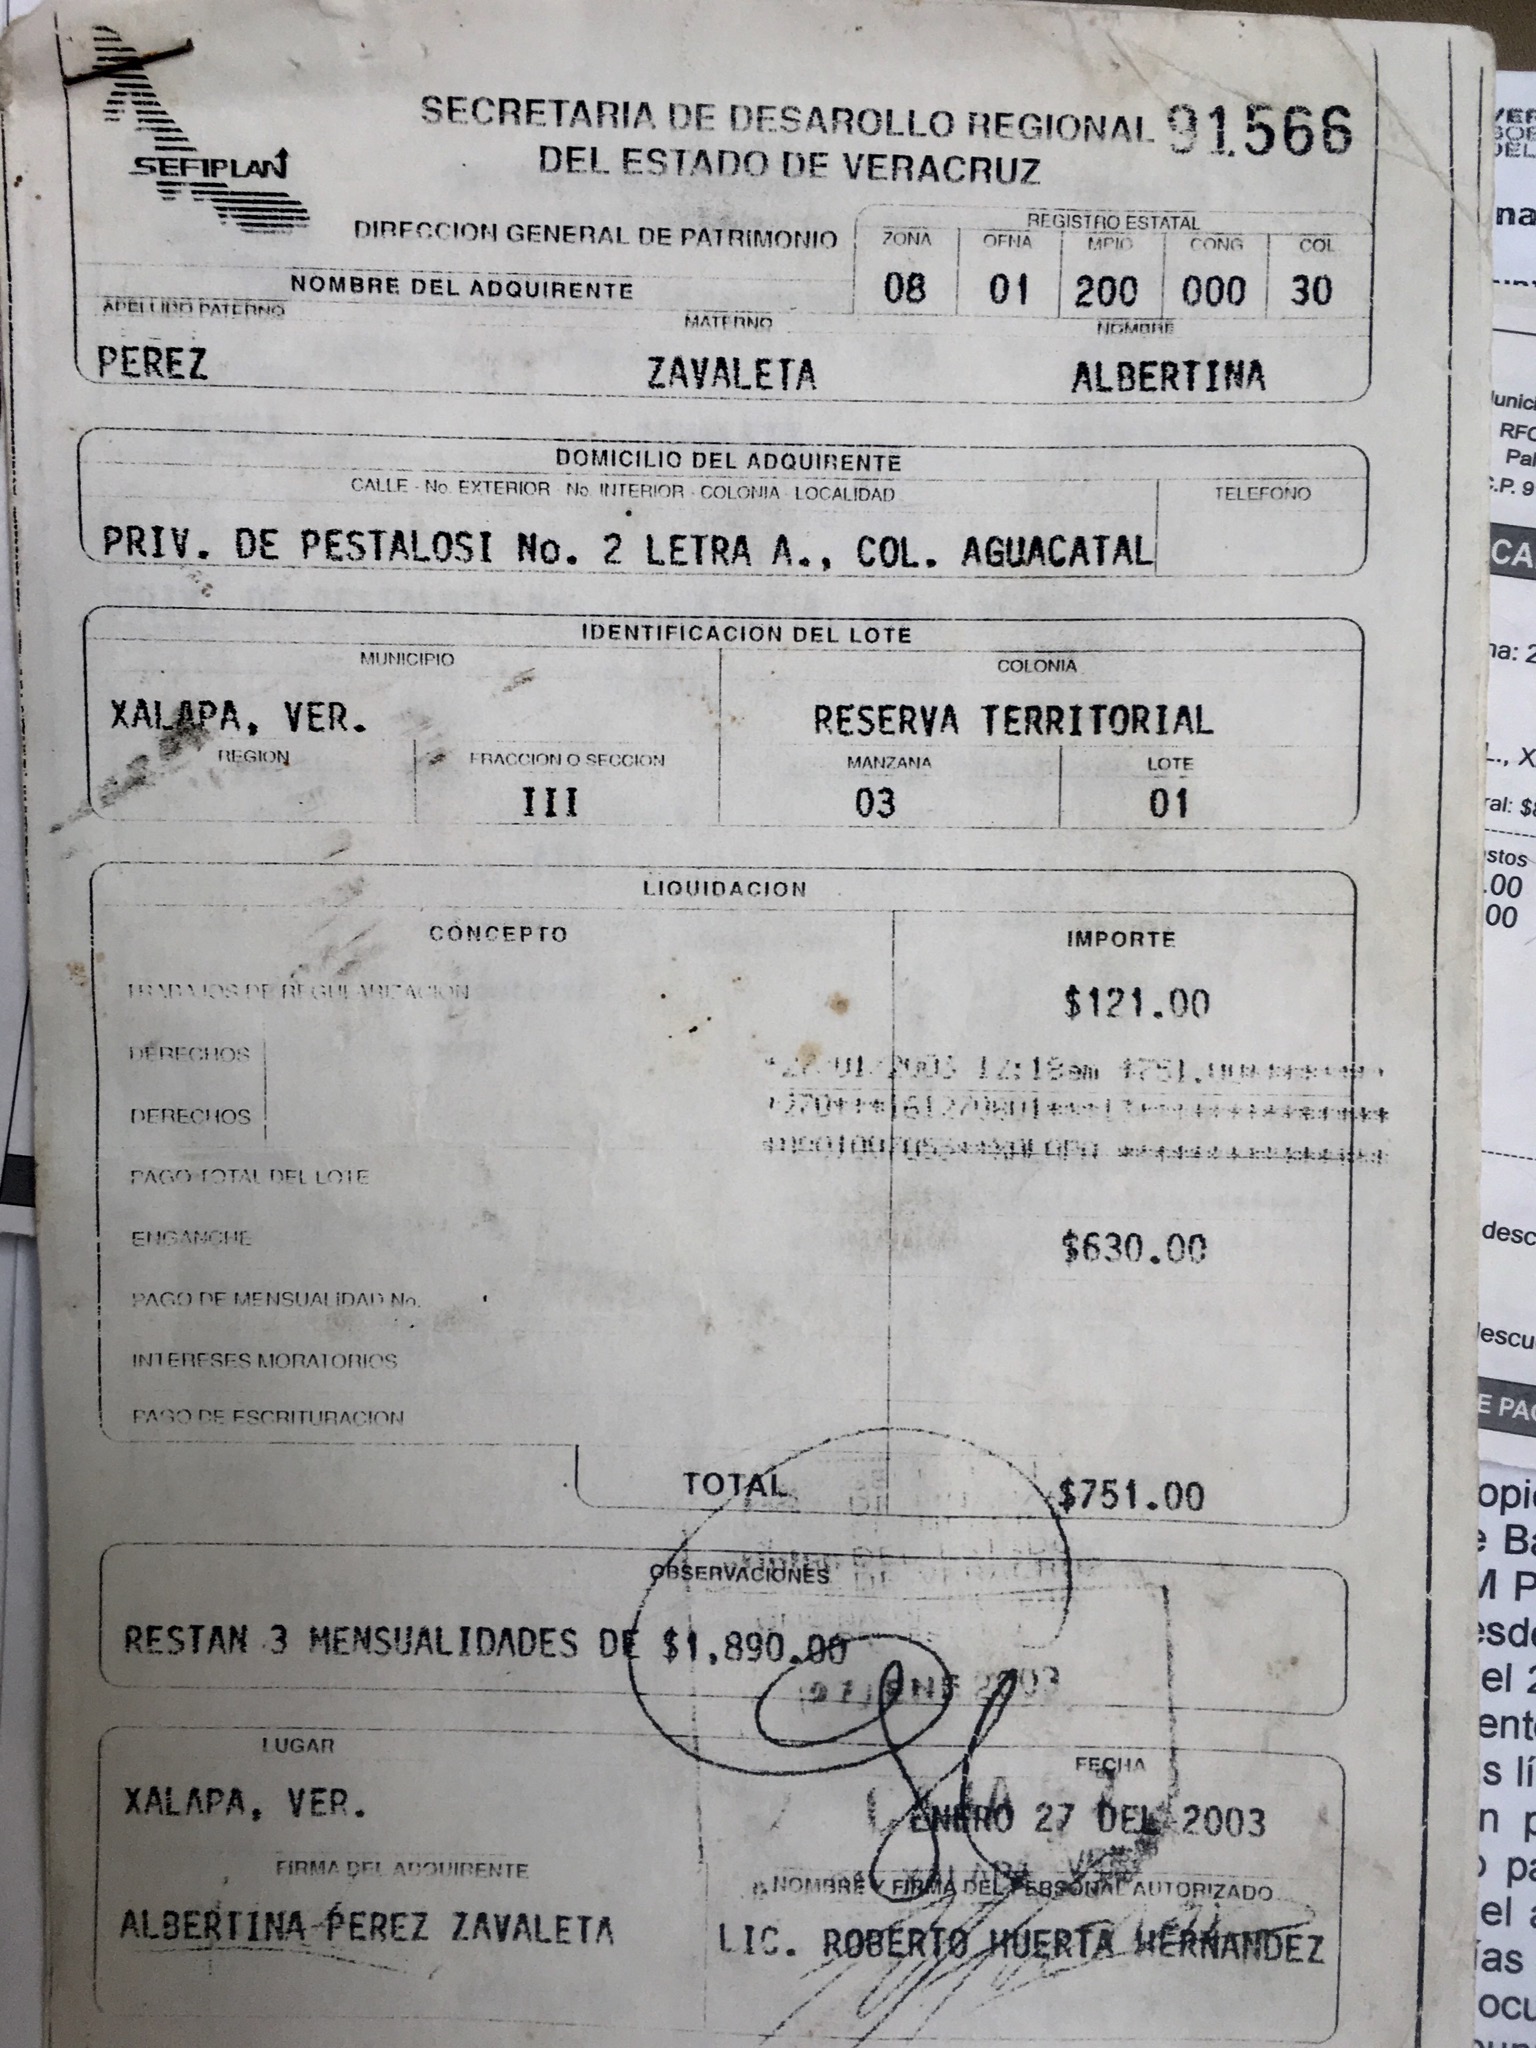 SECRETARIA DE DESAROLLO REGIONAL 91566
DEL ESTADO DE VERACRUZ
SEFIPLAN
DIRECCION GENERAL DE PATRIMONIO
REGISTRO ESTATAL
ZONA OFNA MPIO CONG COL
08 01 200 000 30
NOMBRE DEL ADQUIRENTE
APELLIDO PATERNO MATERNO NOMBRE
PEREZ ZAVALETA ALBERTINA
DOMICILIO DEL ADQUIRENTE
CALLE - No. EXTERIOR - No. INTERIOR - COLONIA - LOCALIDAD TELEFONO
PRIV. DE PESTALOSI No. 2 LETRA A., COL. AGUACATAL
IDENTIFICACION DEL LOTE
MUNICIPIO COLONIA
XALAPA, VER. RESERVA TERRITORIAL
REGION FRACCION O SECCION MANZANA LOTE
III 03 01
LIQUIDACION
CONCEPTO IMPORTE
TRABAJOS DE REGULARIZACION $121.00
DERECHOS
DERECHOS
PAGO TOTAL DEL LOTE
ENGANCHE $630.00
PAGO DE MENSUALIDAD No.
INTERESES MORATORIOS
PAGO DE ESCRITURACION
TOTAL $751.00
OBSERVACIONES
RESTAN 3 MENSUALIDADES DE $1,890.00
LUGAR FECHA
XALAPA, VER. ENERO 27 DEL 2003
FIRMA DEL ADQUIRENTE NOMBRE Y FIRMA DEL PERSONAL AUTORIZADO
ALBERTINA PEREZ ZAVALETA LIC. ROBERTO HUERTA HERNANDEZ